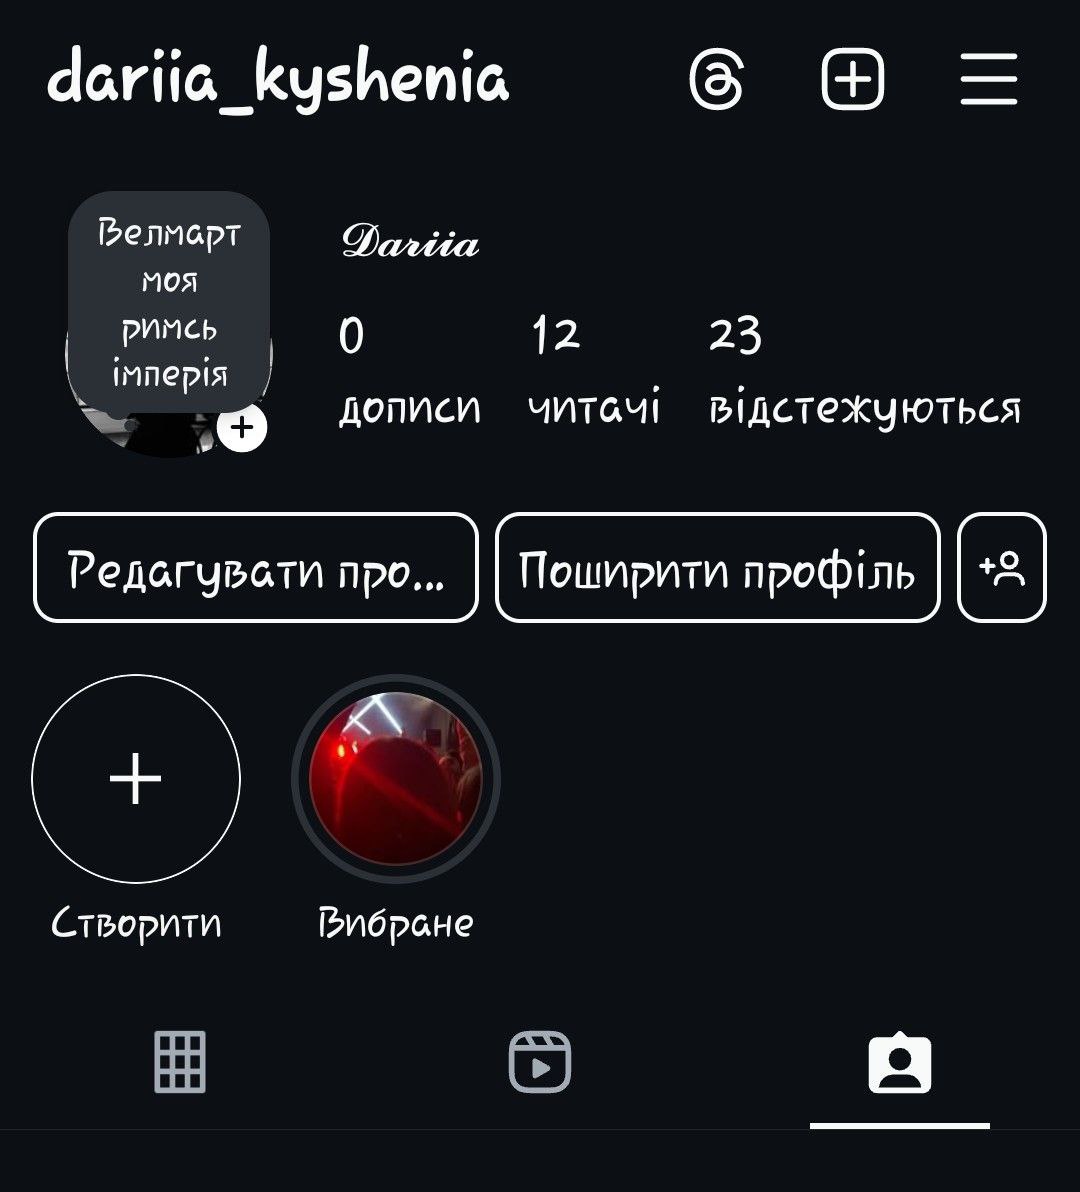 dariia_kyshenia
Велмарт
моя
римсь
імперія
Dariia
0 12 23
дописи читачі відстежуються
Редагувати про...
Поширити профіль
Створити
Вибране